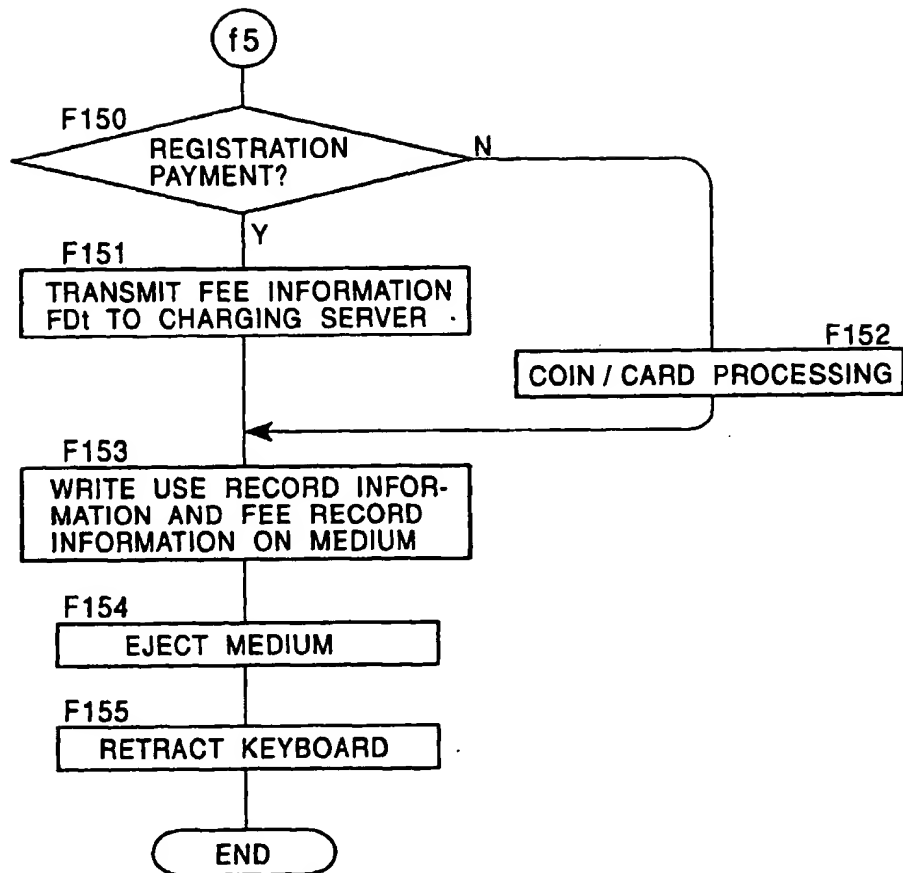 f5
F150
REGISTRATION
PAYMENT?
N
Y
F151
TRANSMIT FEE INFORMATION
FDt TO CHARGING SERVER
F152
COIN / CARD PROCESSING
F153
WRITE USE RECORD INFOR-
MATION AND FEE RECORD
INFORMATION ON MEDIUM
F154
EJECT MEDIUM
F155
RETRACT KEYBOARD
END